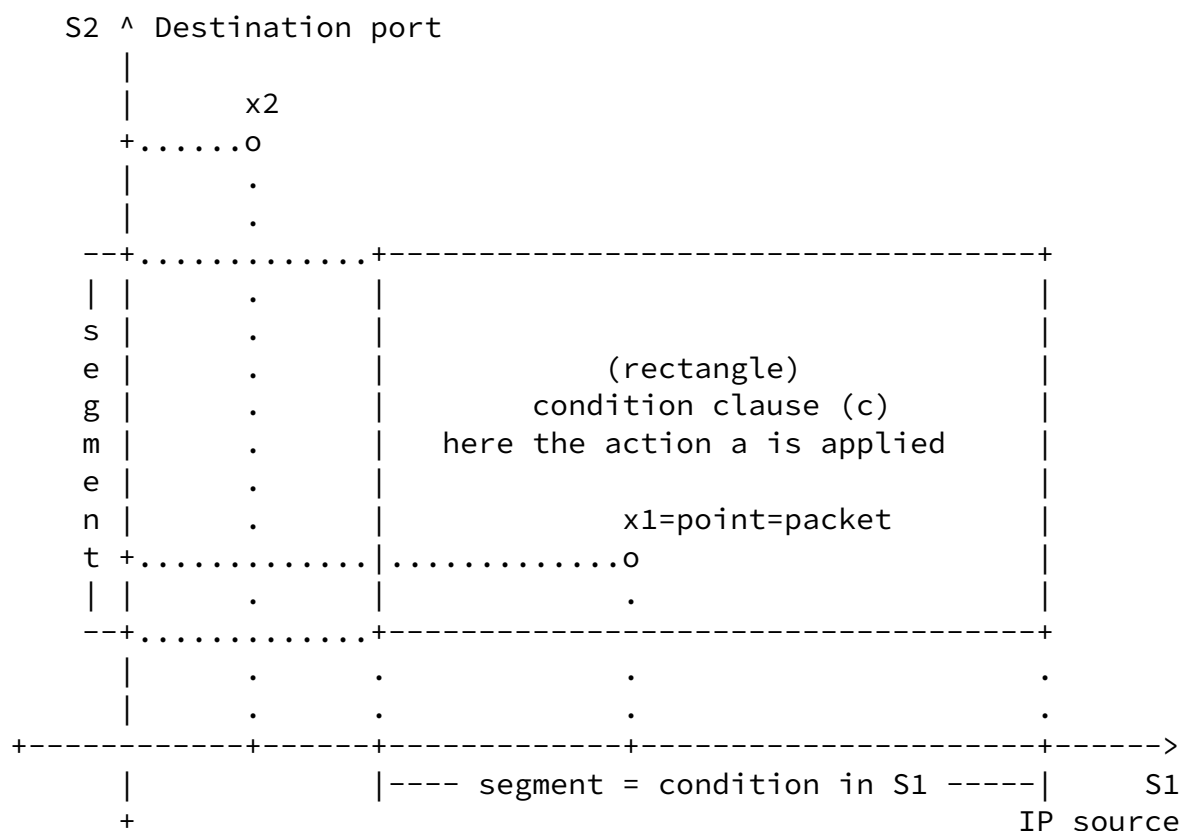 S2 ^ Destination port
|
|      x2
+......o
|      .
|      .
--+.............+-----------------------------------+
| |      .      |                                   |
s |      .      |                                   |
e |      .      |            (rectangle)            |
g |      .      |        condition clause (c)       |
m |      .      |   here the action a is applied    |
e |      .      |                                   |
n |      .      |             x1=point=packet       |
t +.............|.............o                     |
| |      .      |             .                     |
--+.............+-----------------------------------+
|      .      .             .                      .
|      .      .             .                      .
+------------+------+-------------+----------------------+------>
|             |---- segment = condition in S1 -----|     S1
+                                                IP source